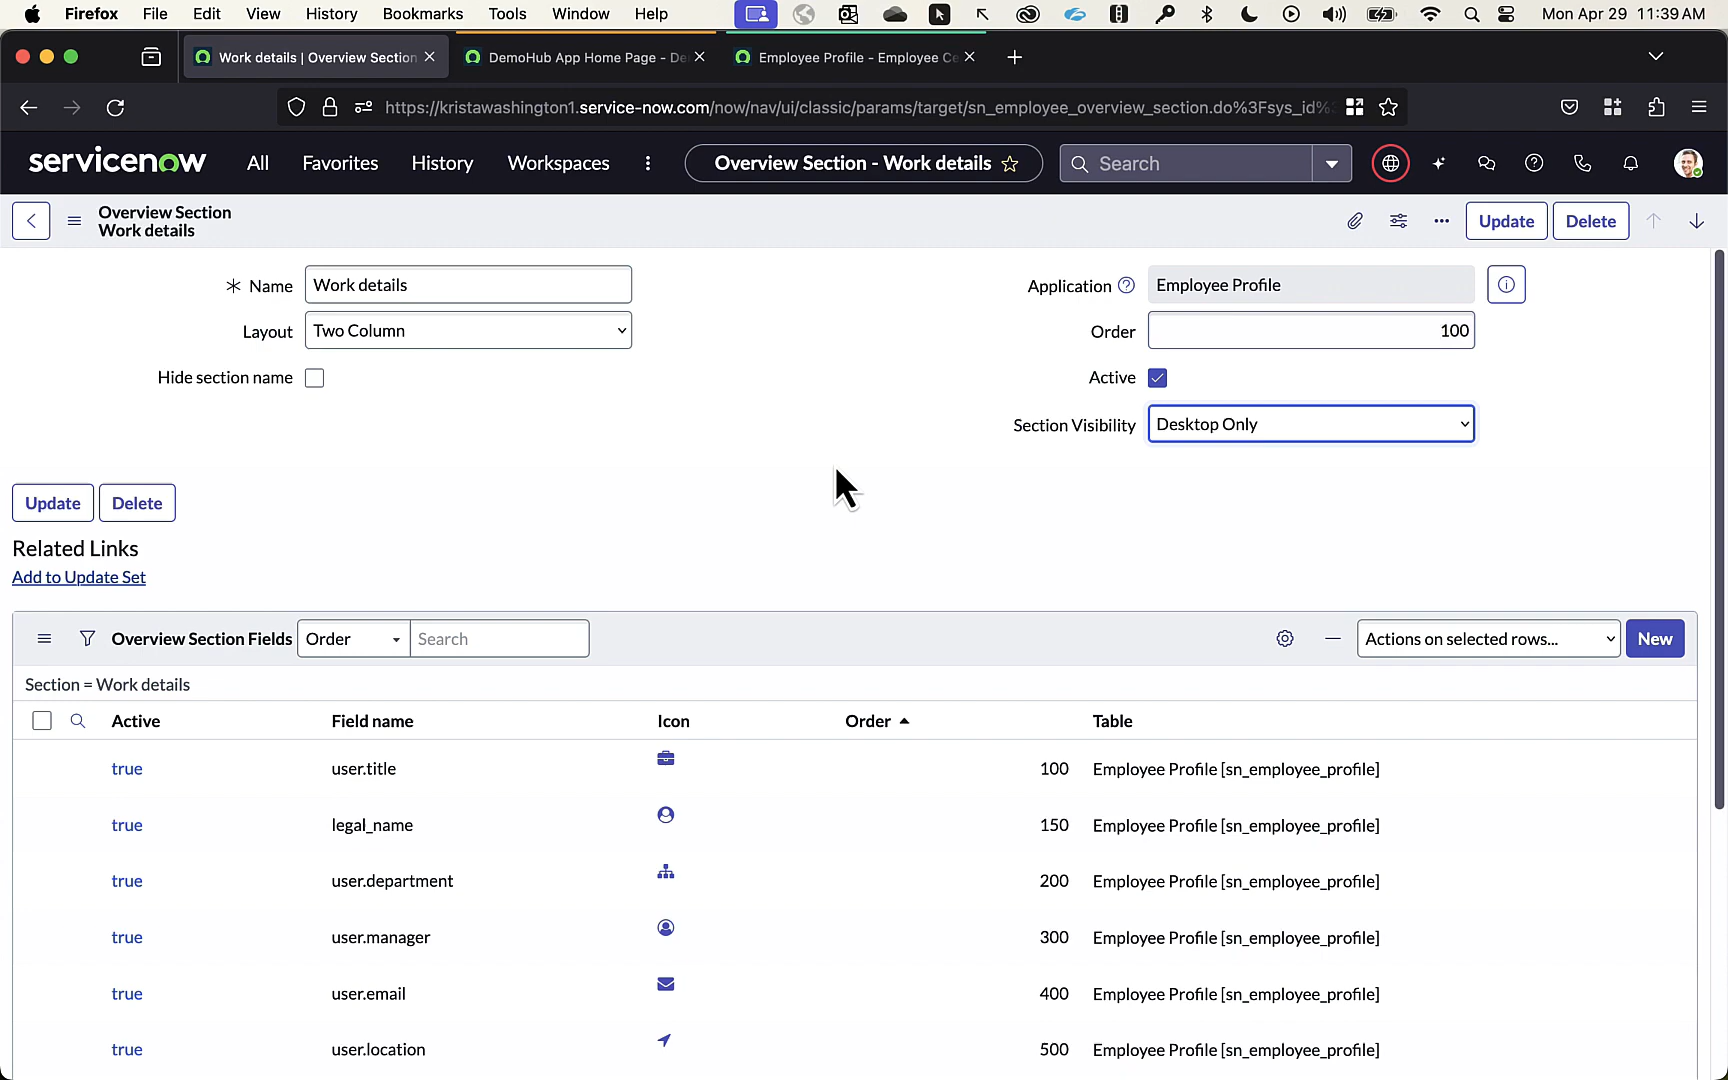 Firefox File Edit View History Bookmarks Tools Window Help Mon Apr 29 11:39 AM
Work details | Overview Section
DemoHub App Home Page - De
Employee Profile - Employee Ce
https://kristawashington1.service-now.com/now/nav/ui/classic/params/target/sn_employee_overview_section.do%3Fsys_id%3
servicenow All Favorites History Workspaces Overview Section - Work details Search
Overview Section
Work details
Update Delete
* Name Work details
Application Employee Profile
Layout Two Column
Order 100
Hide section name
Active
Section Visibility Desktop Only
Update Delete
Related Links
Add to Update Set
Overview Section Fields Order Search Actions on selected rows... New
Section = Work details
Active Field name Icon Order Table
true user.title 100 Employee Profile [sn_employee_profile]
true legal_name 150 Employee Profile [sn_employee_profile]
true user.department 200 Employee Profile [sn_employee_profile]
true user.manager 300 Employee Profile [sn_employee_profile]
true user.email 400 Employee Profile [sn_employee_profile]
true user.location 500 Employee Profile [sn_employee_profile]